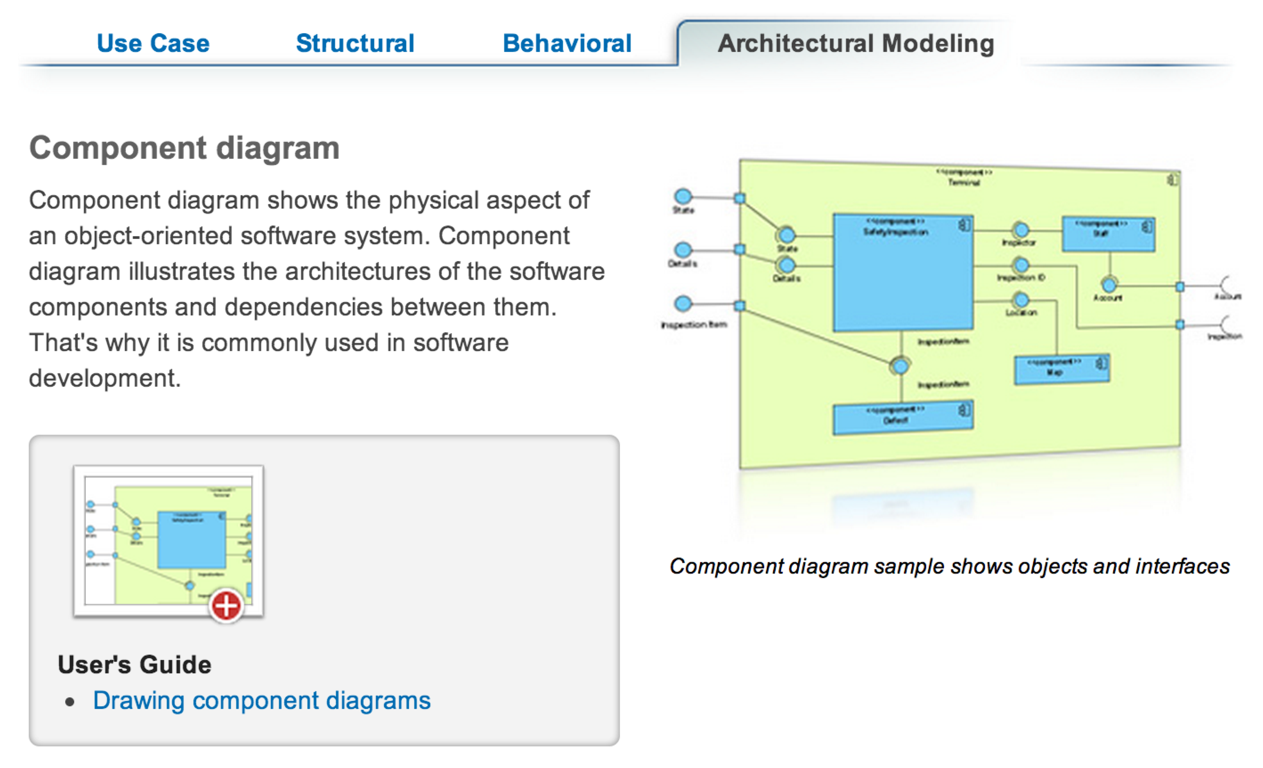 Use Case Structural Behavioral Architectural Modeling
Component diagram
Component diagram shows the physical aspect of
an object-oriented software system. Component
diagram illustrates the architectures of the software
components and dependencies between them.
That's why it is commonly used in software
development.
<<component>>
Terminal
State
Details
Inspection Item
State
Details
<<component>>
SafetyInspection
Inspector
Inspection ID
Location
<<component>>
Staff
Account
Account
Inspection
InspectionItem
InspectionItem
<<component>>
Map
<<component>>
Defect
Component diagram sample shows objects and interfaces
User's Guide
• Drawing component diagrams